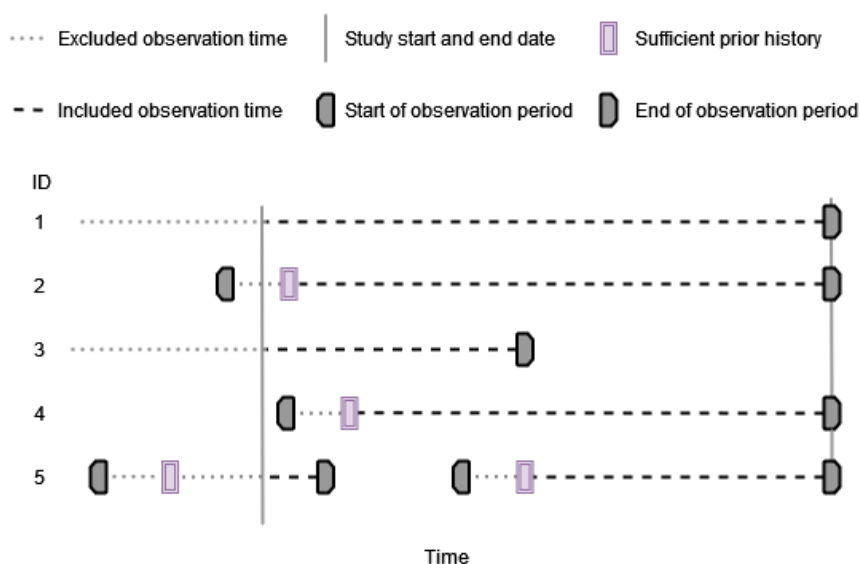 Excluded observation time
Study start and end date
Sufficient prior history
Included observation time
Start of observation period
End of observation period
ID
1
2
3
4
5
Time